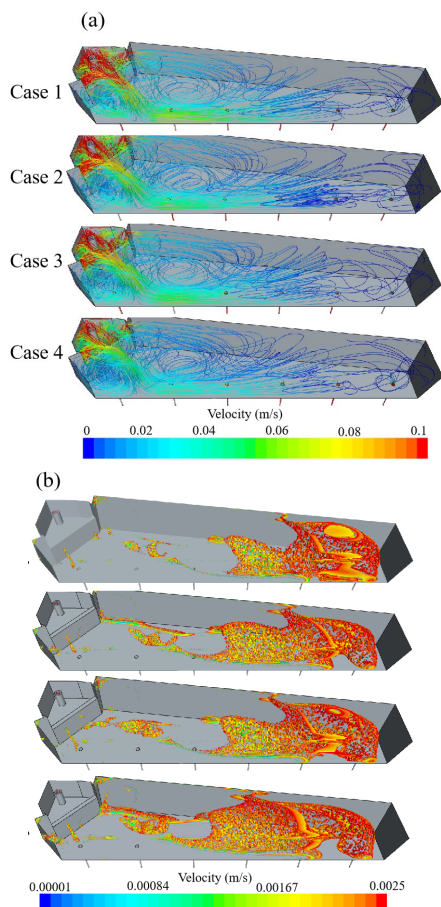 (a)
Case 1
Case 2
Case 3
Case 4
Velocity (m/s)
0 0.02 0.04 0.06 0.08 0.1
(b)
Velocity (m/s)
0.00001 0.00084 0.00167 0.0025